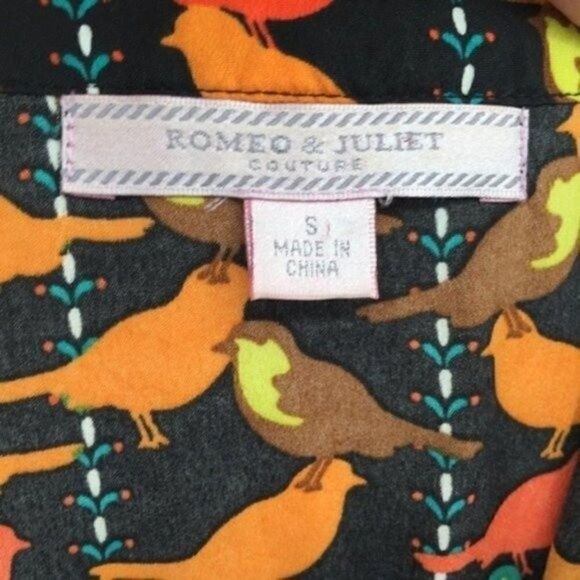 ROMEO & JULIET
COUTURE
S
MADE IN
CHINA